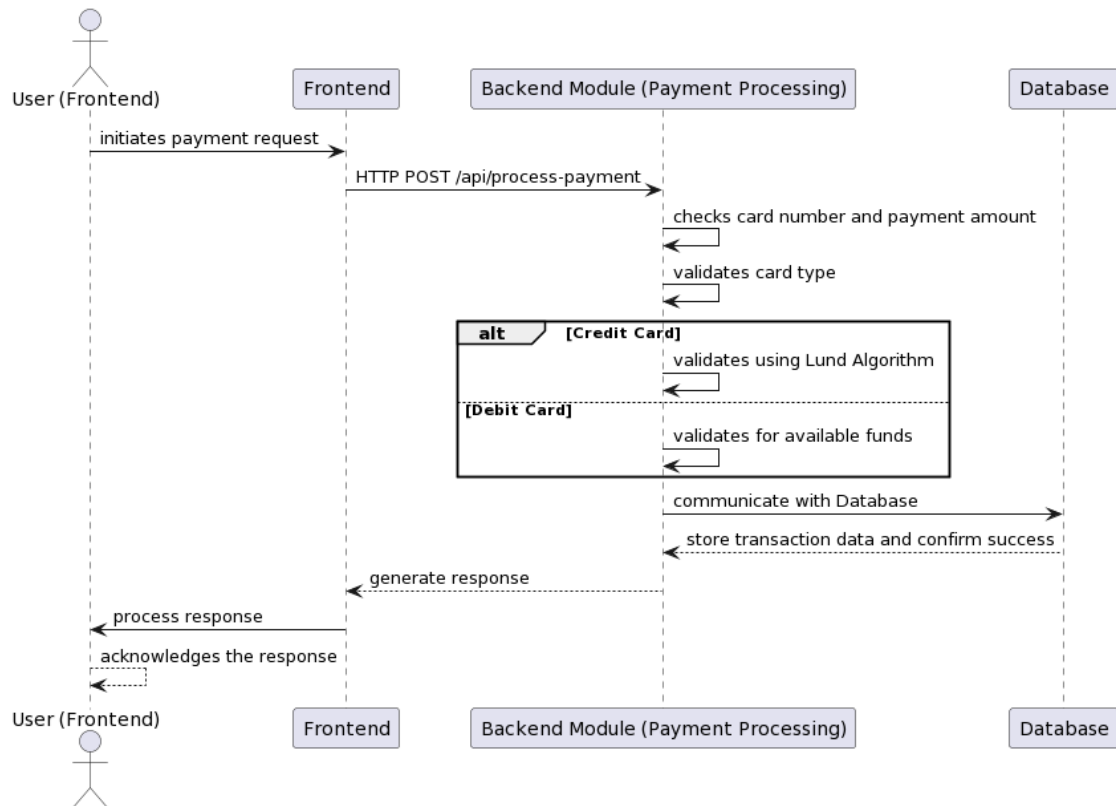 User (Frontend)
Frontend
Backend Module (Payment Processing)
Database
initiates payment request
HTTP POST /api/process-payment
checks card number and payment amount
validates card type
alt
[Credit Card]
validates using Lund Algorithm
[Debit Card]
validates for available funds
communicate with Database
store transaction data and confirm success
generate response
process response
acknowledges the response
User (Frontend)
Frontend
Backend Module (Payment Processing)
Database